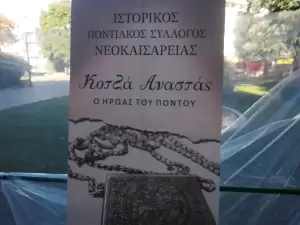 ΙΣΤΟΡΙΚΟΣ
ΠΟΝΤΙΑΚΟΣ ΣΥΛΛΟΓΟΣ
ΝΕΟΚΑΙΣΑΡΕΙΑΣ
Κοτζά Αναστάς
Ο ΗΡΩΑΣ ΤΟΥ ΠΟΝΤΟΥ